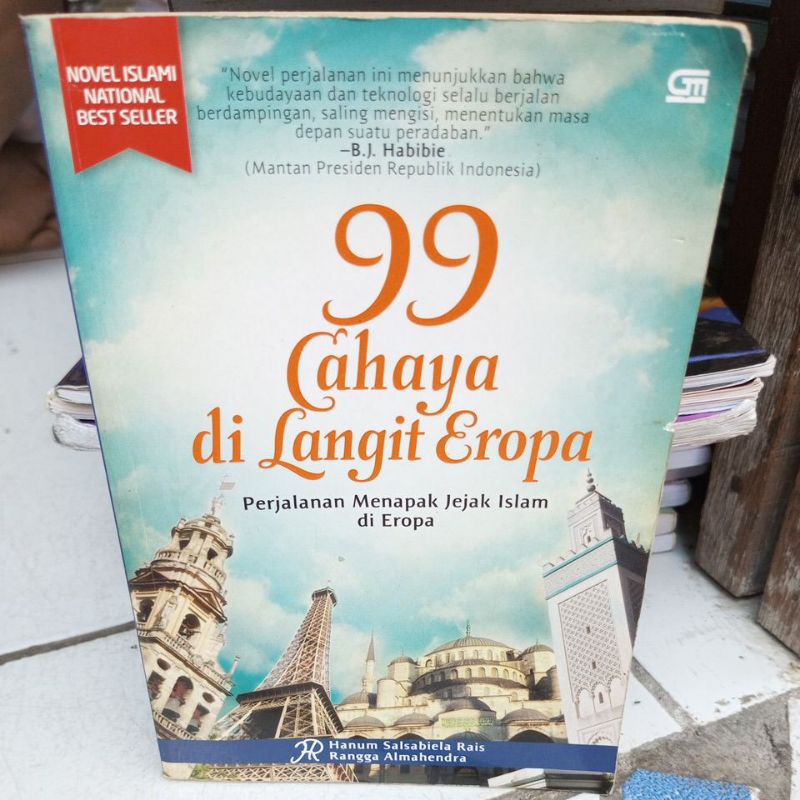 NOVEL ISLAMI
NATIONAL
BEST SELLER
"Novel perjalanan ini menunjukkan bahwa
kebudayaan dan teknologi selalu berjalan
berdampingan, saling mengisi, menentukan masa
depan suatu peradaban."
–B.J. Habibie
(Mantan Presiden Republik Indonesia)
99
Cahaya
di Langit Eropa
Perjalanan Menapak Jejak Islam
di Eropa
Hanum Salsabiela Rais
Rangga Almahendra